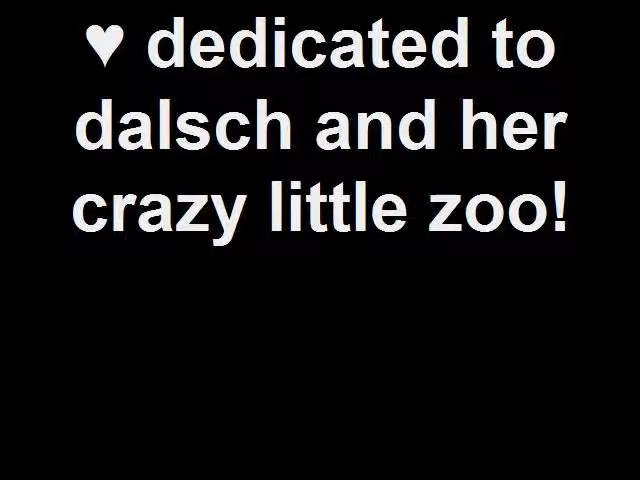 ♥ dedicated to
dalsch and her
crazy little zoo!